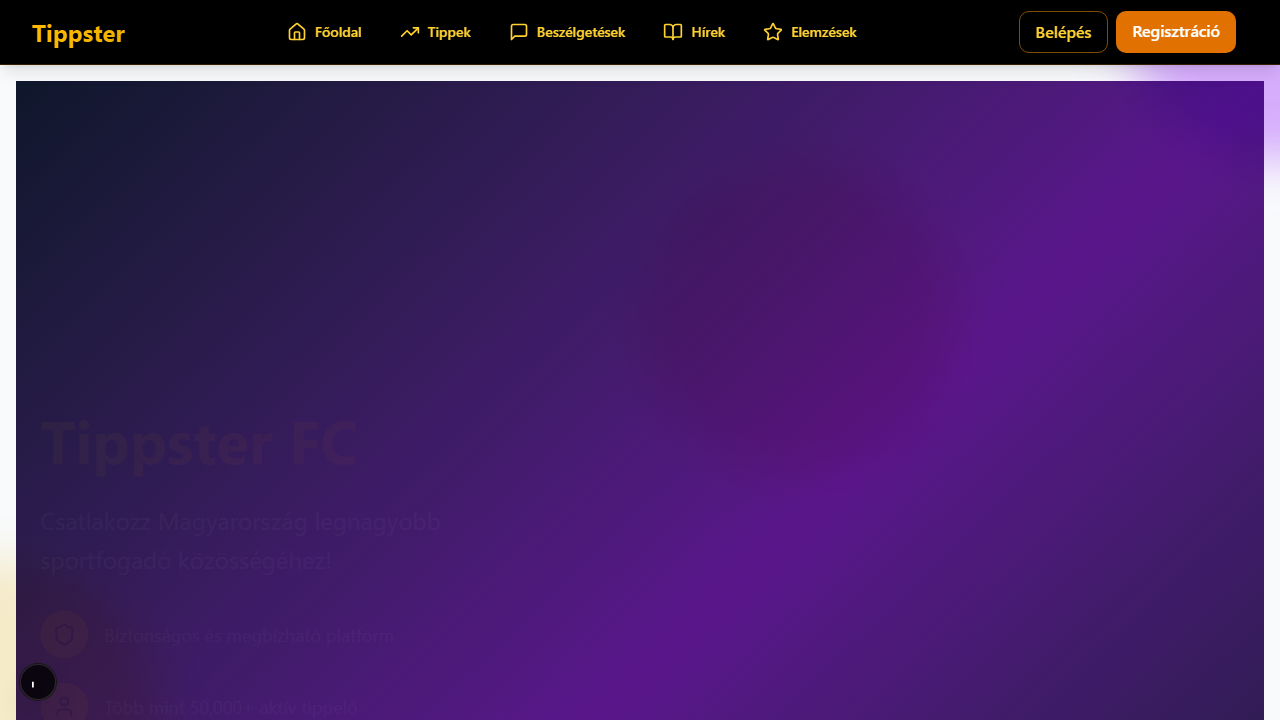 Tippster
Főoldal
Tippek
Beszélgetések
Hírek
Elemzések
Belépés
Regisztráció
Tippster FC
Csatlakozz Magyarország legnagyobb
sportfogadó közösségéhez!
Biztonságos és megbízható platform
Több mint 50,000+ aktív tippelő